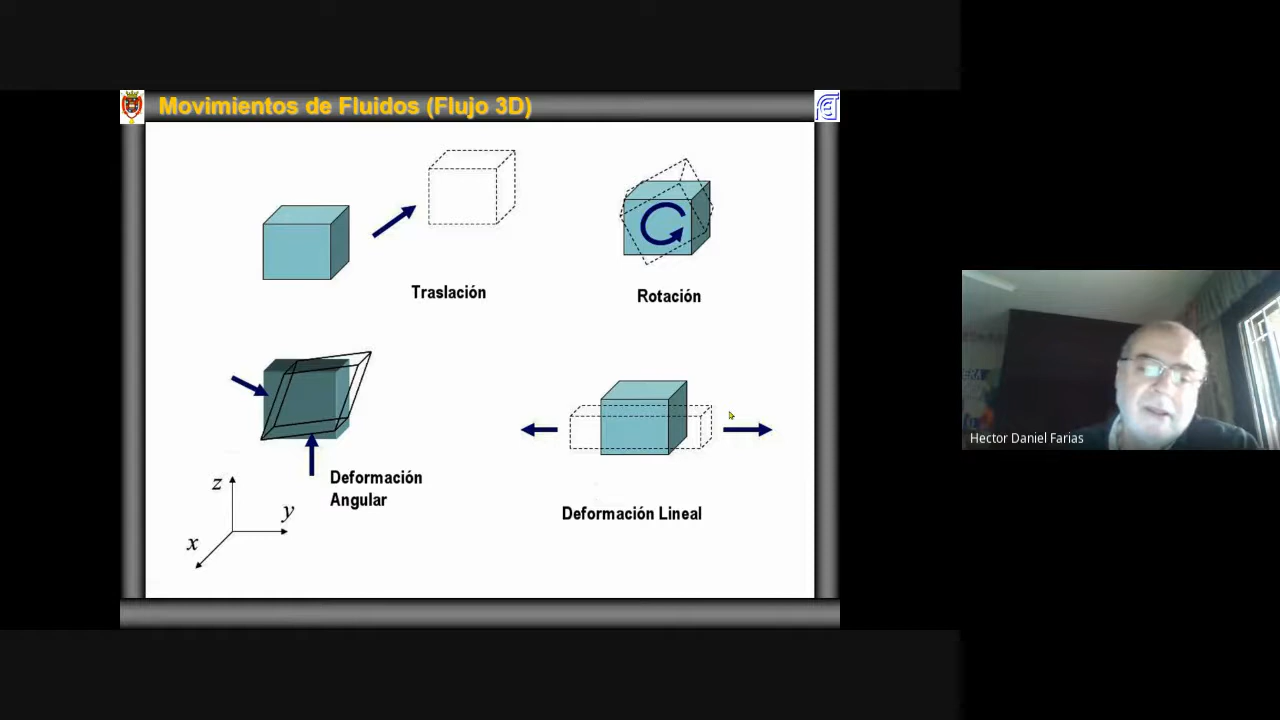 Movimientos de Fluidos (Flujo 3D)
Traslación
Rotación
Deformación
Angular
Deformación Lineal
z
y
x
Hector Daniel Farias